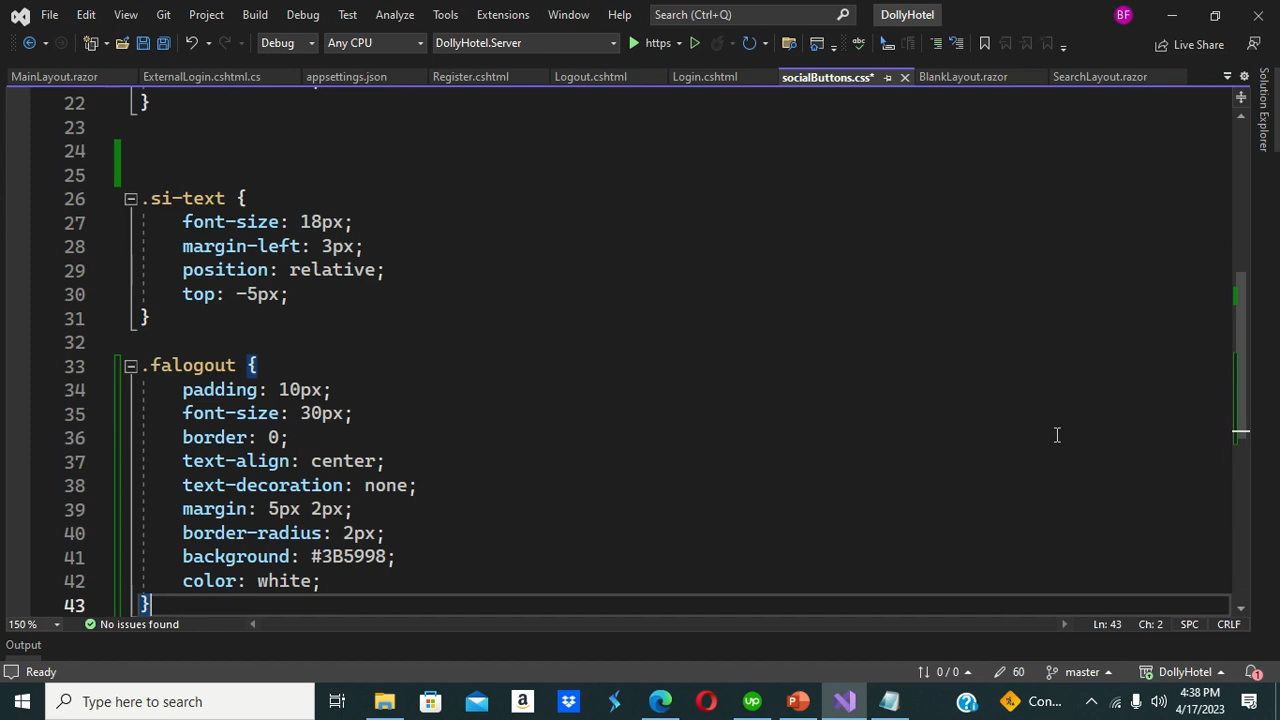 File Edit View Git Project Build Debug Test Analyze Tools Extensions Window Help Search (Ctrl+Q) DollyHotel BF
Debug Any CPU DollyHotel.Server https Live Share
MainLayout.razor ExternalLogin.cshtml.cs appsettings.json Register.cshtml Logout.cshtml Login.cshtml socialButtons.css* BlankLayout.razor SearchLayout.razor
Solution Explorer
22 }
23
24
25
26 .si-text {
27 font-size: 18px;
28 margin-left: 3px;
29 position: relative;
30 top: -5px;
31 }
32
33 .falogout {
34 padding: 10px;
35 font-size: 30px;
36 border: 0;
37 text-align: center;
38 text-decoration: none;
39 margin: 5px 2px;
40 border-radius: 2px;
41 background: #3B5998;
42 color: white;
43 }
150 % No issues found Ln: 43 Ch: 2 SPC CRLF
Output
Ready 0 / 0 60 master DollyHotel 1
Type here to search a up P Con... 4:38 PM
4/17/2023